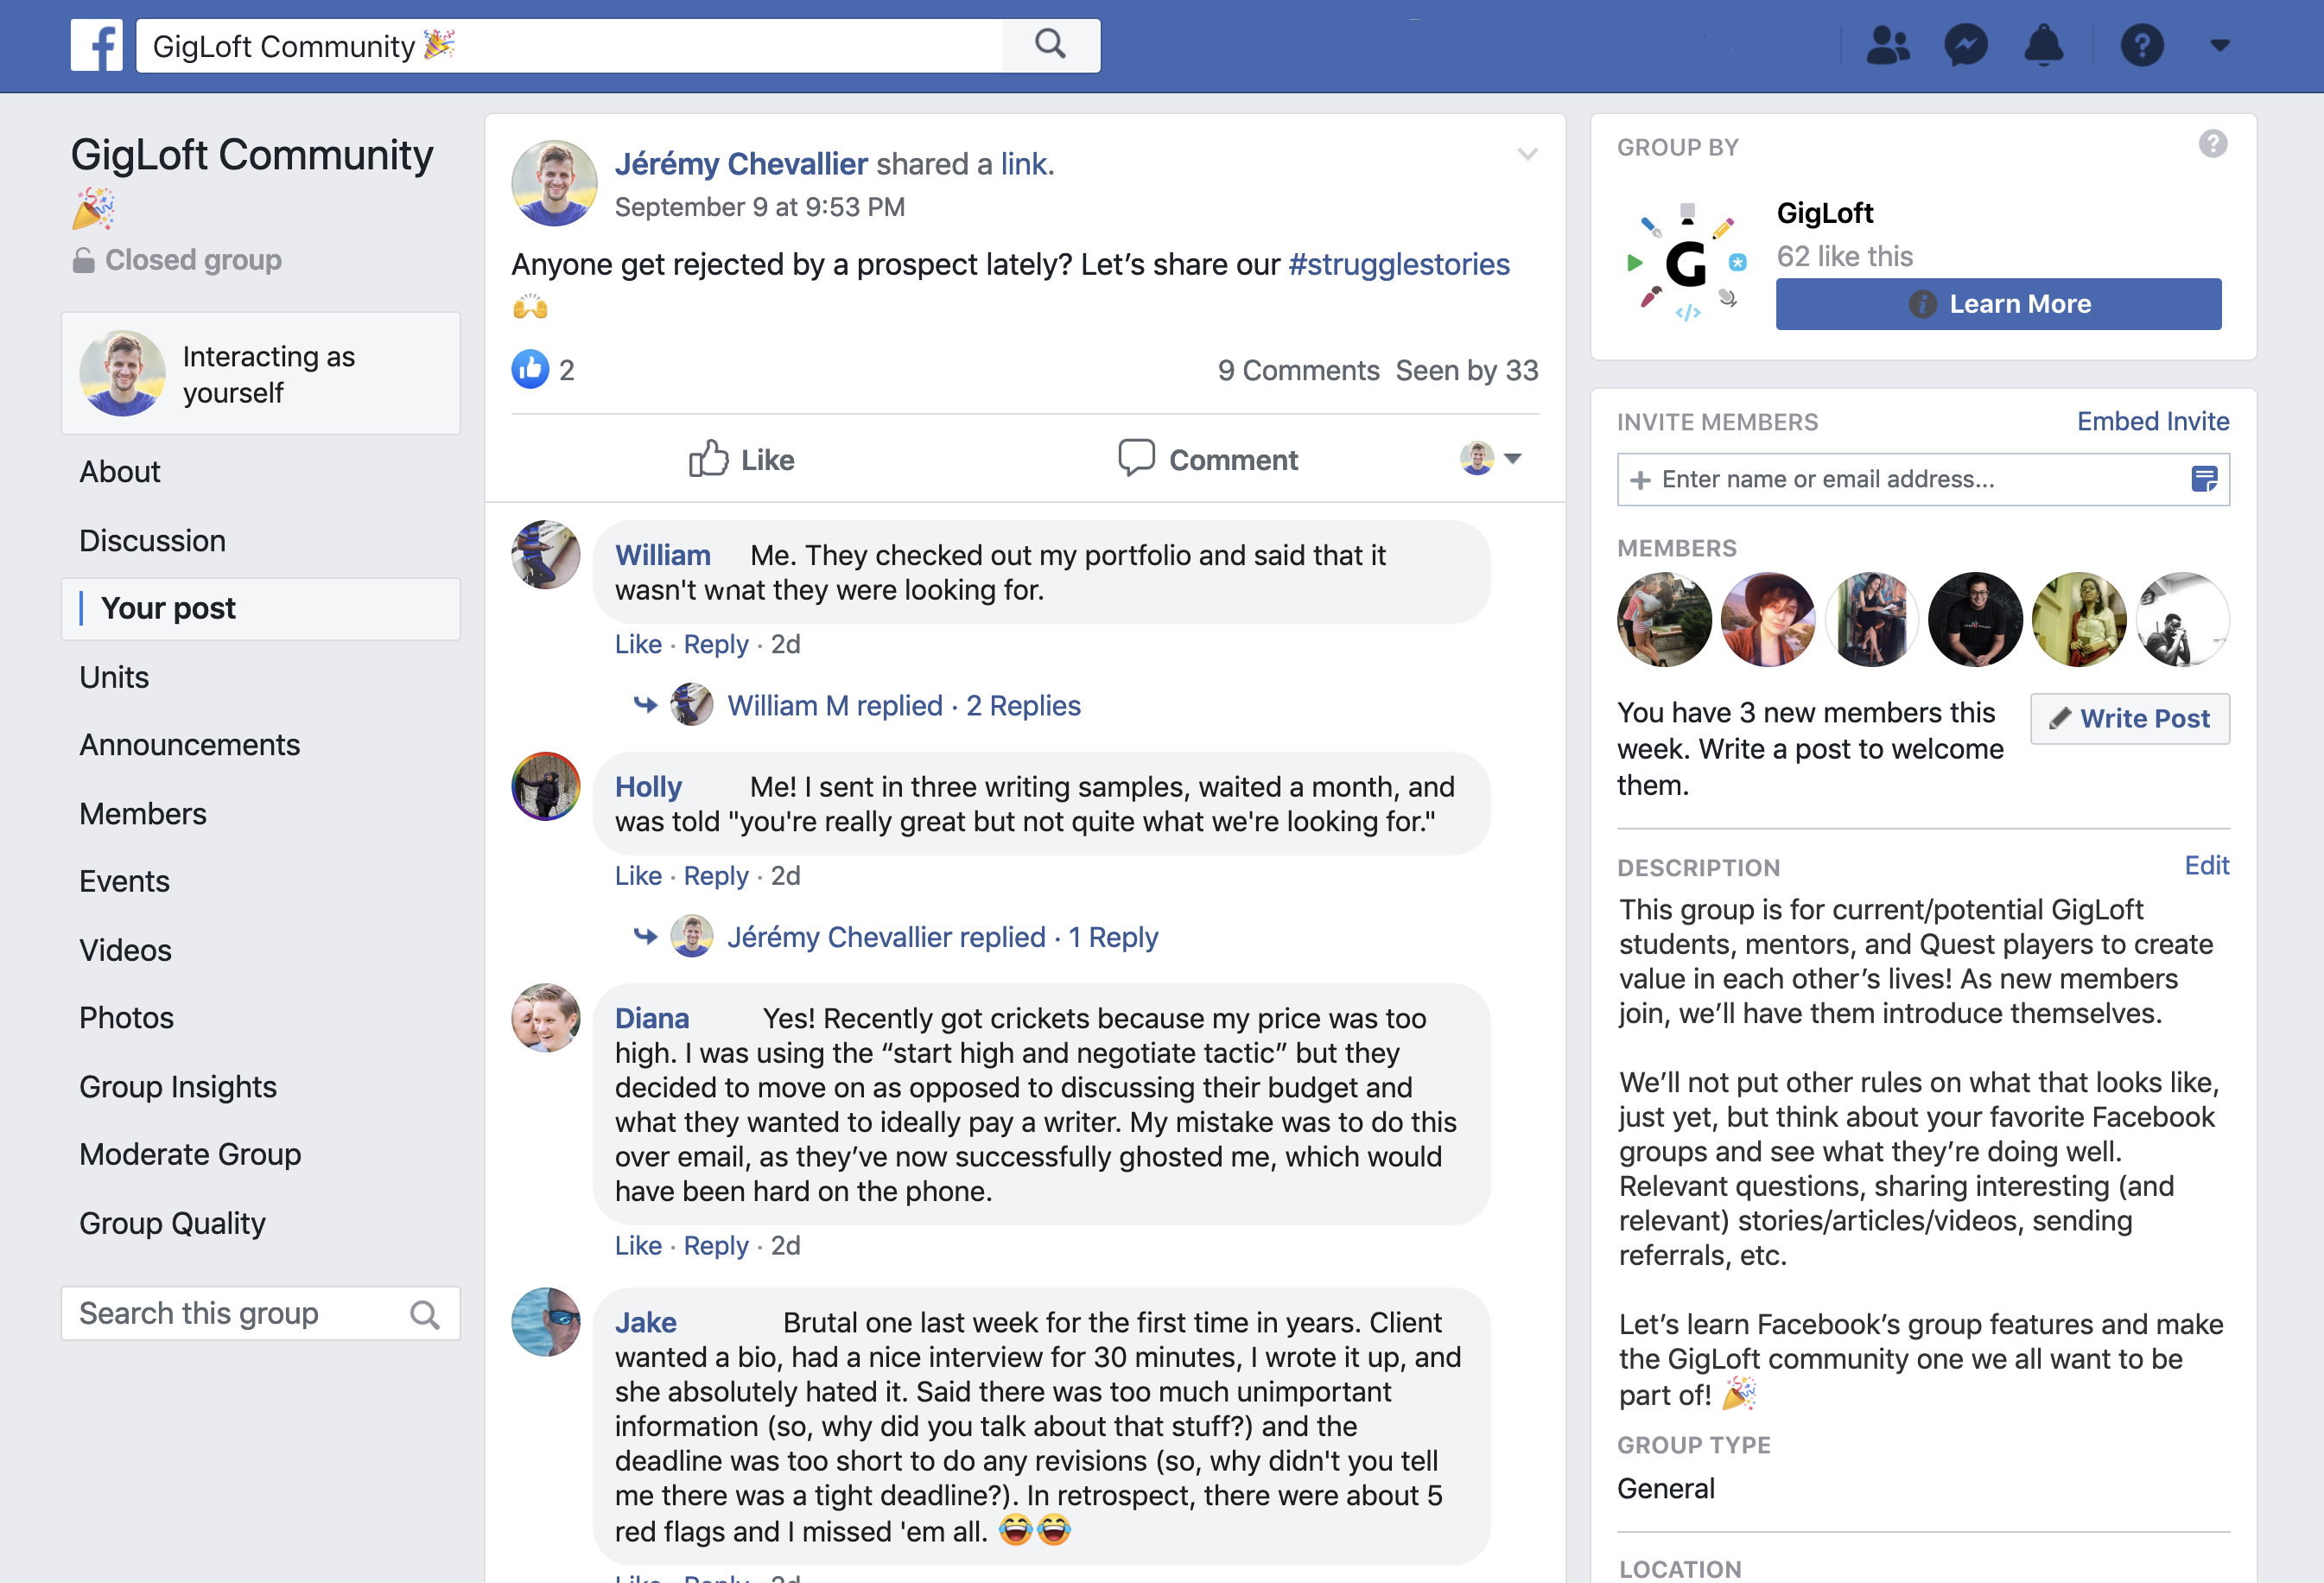 GigLoft Community 🎉
GigLoft Community
🎉
Closed group
Interacting as
yourself
About
Discussion
Your post
Units
Announcements
Members
Events
Videos
Photos
Group Insights
Moderate Group
Group Quality
Search this group
Jérémy Chevallier shared a link.
September 9 at 9:53 PM
Anyone get rejected by a prospect lately? Let’s share our #strugglestories
🙌
2
9 Comments Seen by 33
Like
Comment
William Me. They checked out my portfolio and said that it
wasn't what they were looking for.
Like · Reply · 2d
William M replied · 2 Replies
Holly Me! I sent in three writing samples, waited a month, and
was told "you're really great but not quite what we're looking for."
Like · Reply · 2d
Jérémy Chevallier replied · 1 Reply
Diana Yes! Recently got crickets because my price was too
high. I was using the “start high and negotiate tactic” but they
decided to move on as opposed to discussing their budget and
what they wanted to ideally pay a writer. My mistake was to do this
over email, as they’ve now successfully ghosted me, which would
have been hard on the phone.
Like · Reply · 2d
Jake Brutal one last week for the first time in years. Client
wanted a bio, had a nice interview for 30 minutes, I wrote it up, and
she absolutely hated it. Said there was too much unimportant
information (so, why did you talk about that stuff?) and the
deadline was too short to do any revisions (so, why didn't you tell
me there was a tight deadline?). In retrospect, there were about 5
red flags and I missed 'em all. 😂😂
Like · Reply · 2d
GROUP BY
G
GigLoft
62 like this
Learn More
INVITE MEMBERS
Embed Invite
+ Enter name or email address...
MEMBERS
You have 3 new members this
week. Write a post to welcome
them.
Write Post
DESCRIPTION
Edit
This group is for current/potential GigLoft
students, mentors, and Quest players to create
value in each other’s lives! As new members
join, we’ll have them introduce themselves.
We’ll not put other rules on what that looks like,
just yet, but think about your favorite Facebook
groups and see what they’re doing well.
Relevant questions, sharing interesting (and
relevant) stories/articles/videos, sending
referrals, etc.
Let’s learn Facebook’s group features and make
the GigLoft community one we all want to be
part of! 🎉
GROUP TYPE
General
LOCATION